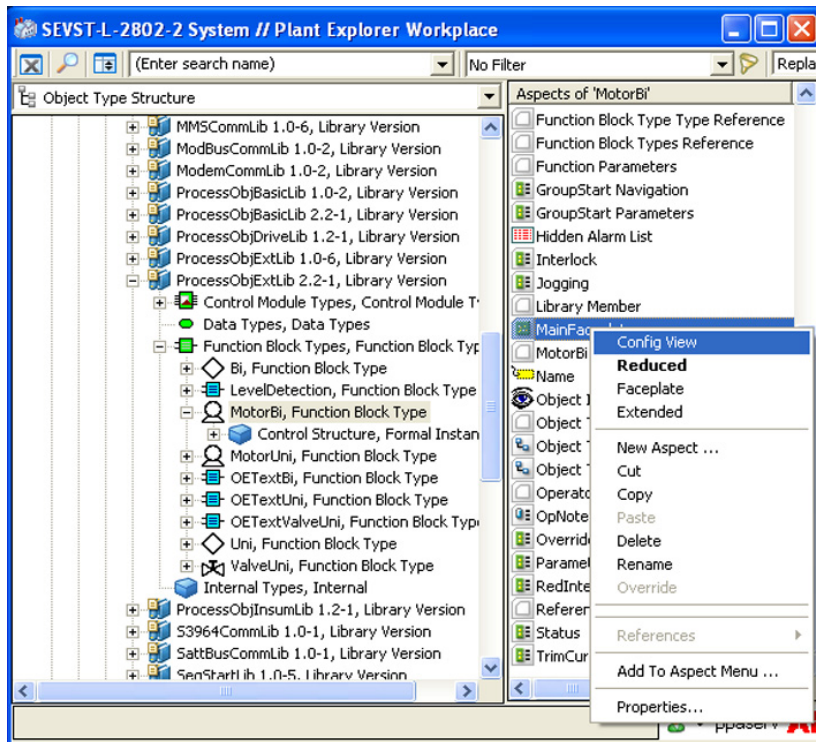 SEVST-L-2802-2 System // Plant Explorer Workplace
(Enter search name)
No Filter
Repla
Object Type Structure
MMSCommLib 1.0-6, Library Version
ModBusCommLib 1.0-2, Library Version
ModemCommLib 1.0-2, Library Version
ProcessObjBasicLib 1.0-2, Library Version
ProcessObjBasicLib 2.2-1, Library Version
ProcessObjDriveLib 1.2-1, Library Version
ProcessObjExtLib 1.0-6, Library Version
ProcessObjExtLib 2.2-1, Library Version
Control Module Types, Control Module T
Data Types, Data Types
Function Block Types, Function Block Typ
Bi, Function Block Type
LevelDetection, Function Block Type
MotorBi, Function Block Type
Control Structure, Formal Instan
MotorUni, Function Block Type
OETextBi, Function Block Type
OETextUni, Function Block Type
OETextValveUni, Function Block Typ
Uni, Function Block Type
ValveUni, Function Block Type
Internal Types, Internal
ProcessObjInsumLib 1.2-1, Library Version
S3964CommLib 1.0-1, Library Version
SattBusCommLib 1.0-1, Library Version
SeqStartLib 1.0-5, Library Version
Aspects of 'MotorBi'
Function Block Type Type Reference
Function Block Types Reference
Function Parameters
GroupStart Navigation
GroupStart Parameters
Hidden Alarm List
Interlock
Jogging
Library Member
MotorBi
Name
Object I
Object T
Object T
Object T
Operato
OpNote
Overrid
Paramet
RedInte
Referen
Status
TrimCur
Config View
Reduced
Faceplate
Extended
New Aspect ...
Cut
Copy
Paste
Delete
Rename
Override
References
Add To Aspect Menu ...
Properties...
ppaserv